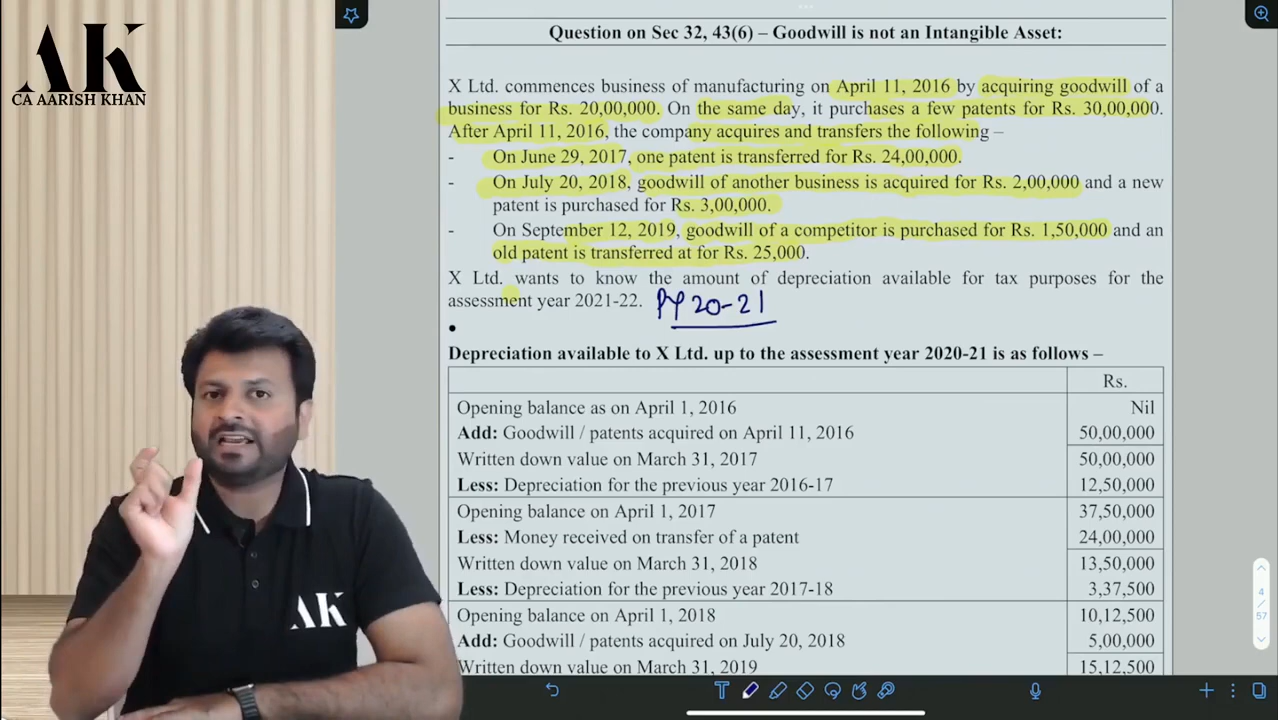 AK
CA AARISH KHAN
Question on Sec 32, 43(6) – Goodwill is not an Intangible Asset:
X Ltd. commences business of manufacturing on April 11, 2016 by acquiring goodwill of a
business for Rs. 20,00,000. On the same day, it purchases a few patents for Rs. 30,00,000.
After April 11, 2016, the company acquires and transfers the following –
- On June 29, 2017, one patent is transferred for Rs. 24,00,000.
- On July 20, 2018, goodwill of another business is acquired for Rs. 2,00,000 and a new
patent is purchased for Rs. 3,00,000.
- On September 12, 2019, goodwill of a competitor is purchased for Rs. 1,50,000 and an
old patent is transferred at for Rs. 25,000.
X Ltd. wants to know the amount of depreciation available for tax purposes for the
assessment year 2021-22. PY 20-21
Depreciation available to X Ltd. up to the assessment year 2020-21 is as follows –
Rs.
Opening balance as on April 1, 2016 Nil
Add: Goodwill / patents acquired on April 11, 2016 50,00,000
Written down value on March 31, 2017 50,00,000
Less: Depreciation for the previous year 2016-17 12,50,000
Opening balance on April 1, 2017 37,50,000
Less: Money received on transfer of a patent 24,00,000
Written down value on March 31, 2018 13,50,000
Less: Depreciation for the previous year 2017-18 3,37,500
Opening balance on April 1, 2018 10,12,500
Add: Goodwill / patents acquired on July 20, 2018 5,00,000
Written down value on March 31, 2019 15,12,500
AK
4
/
57
T